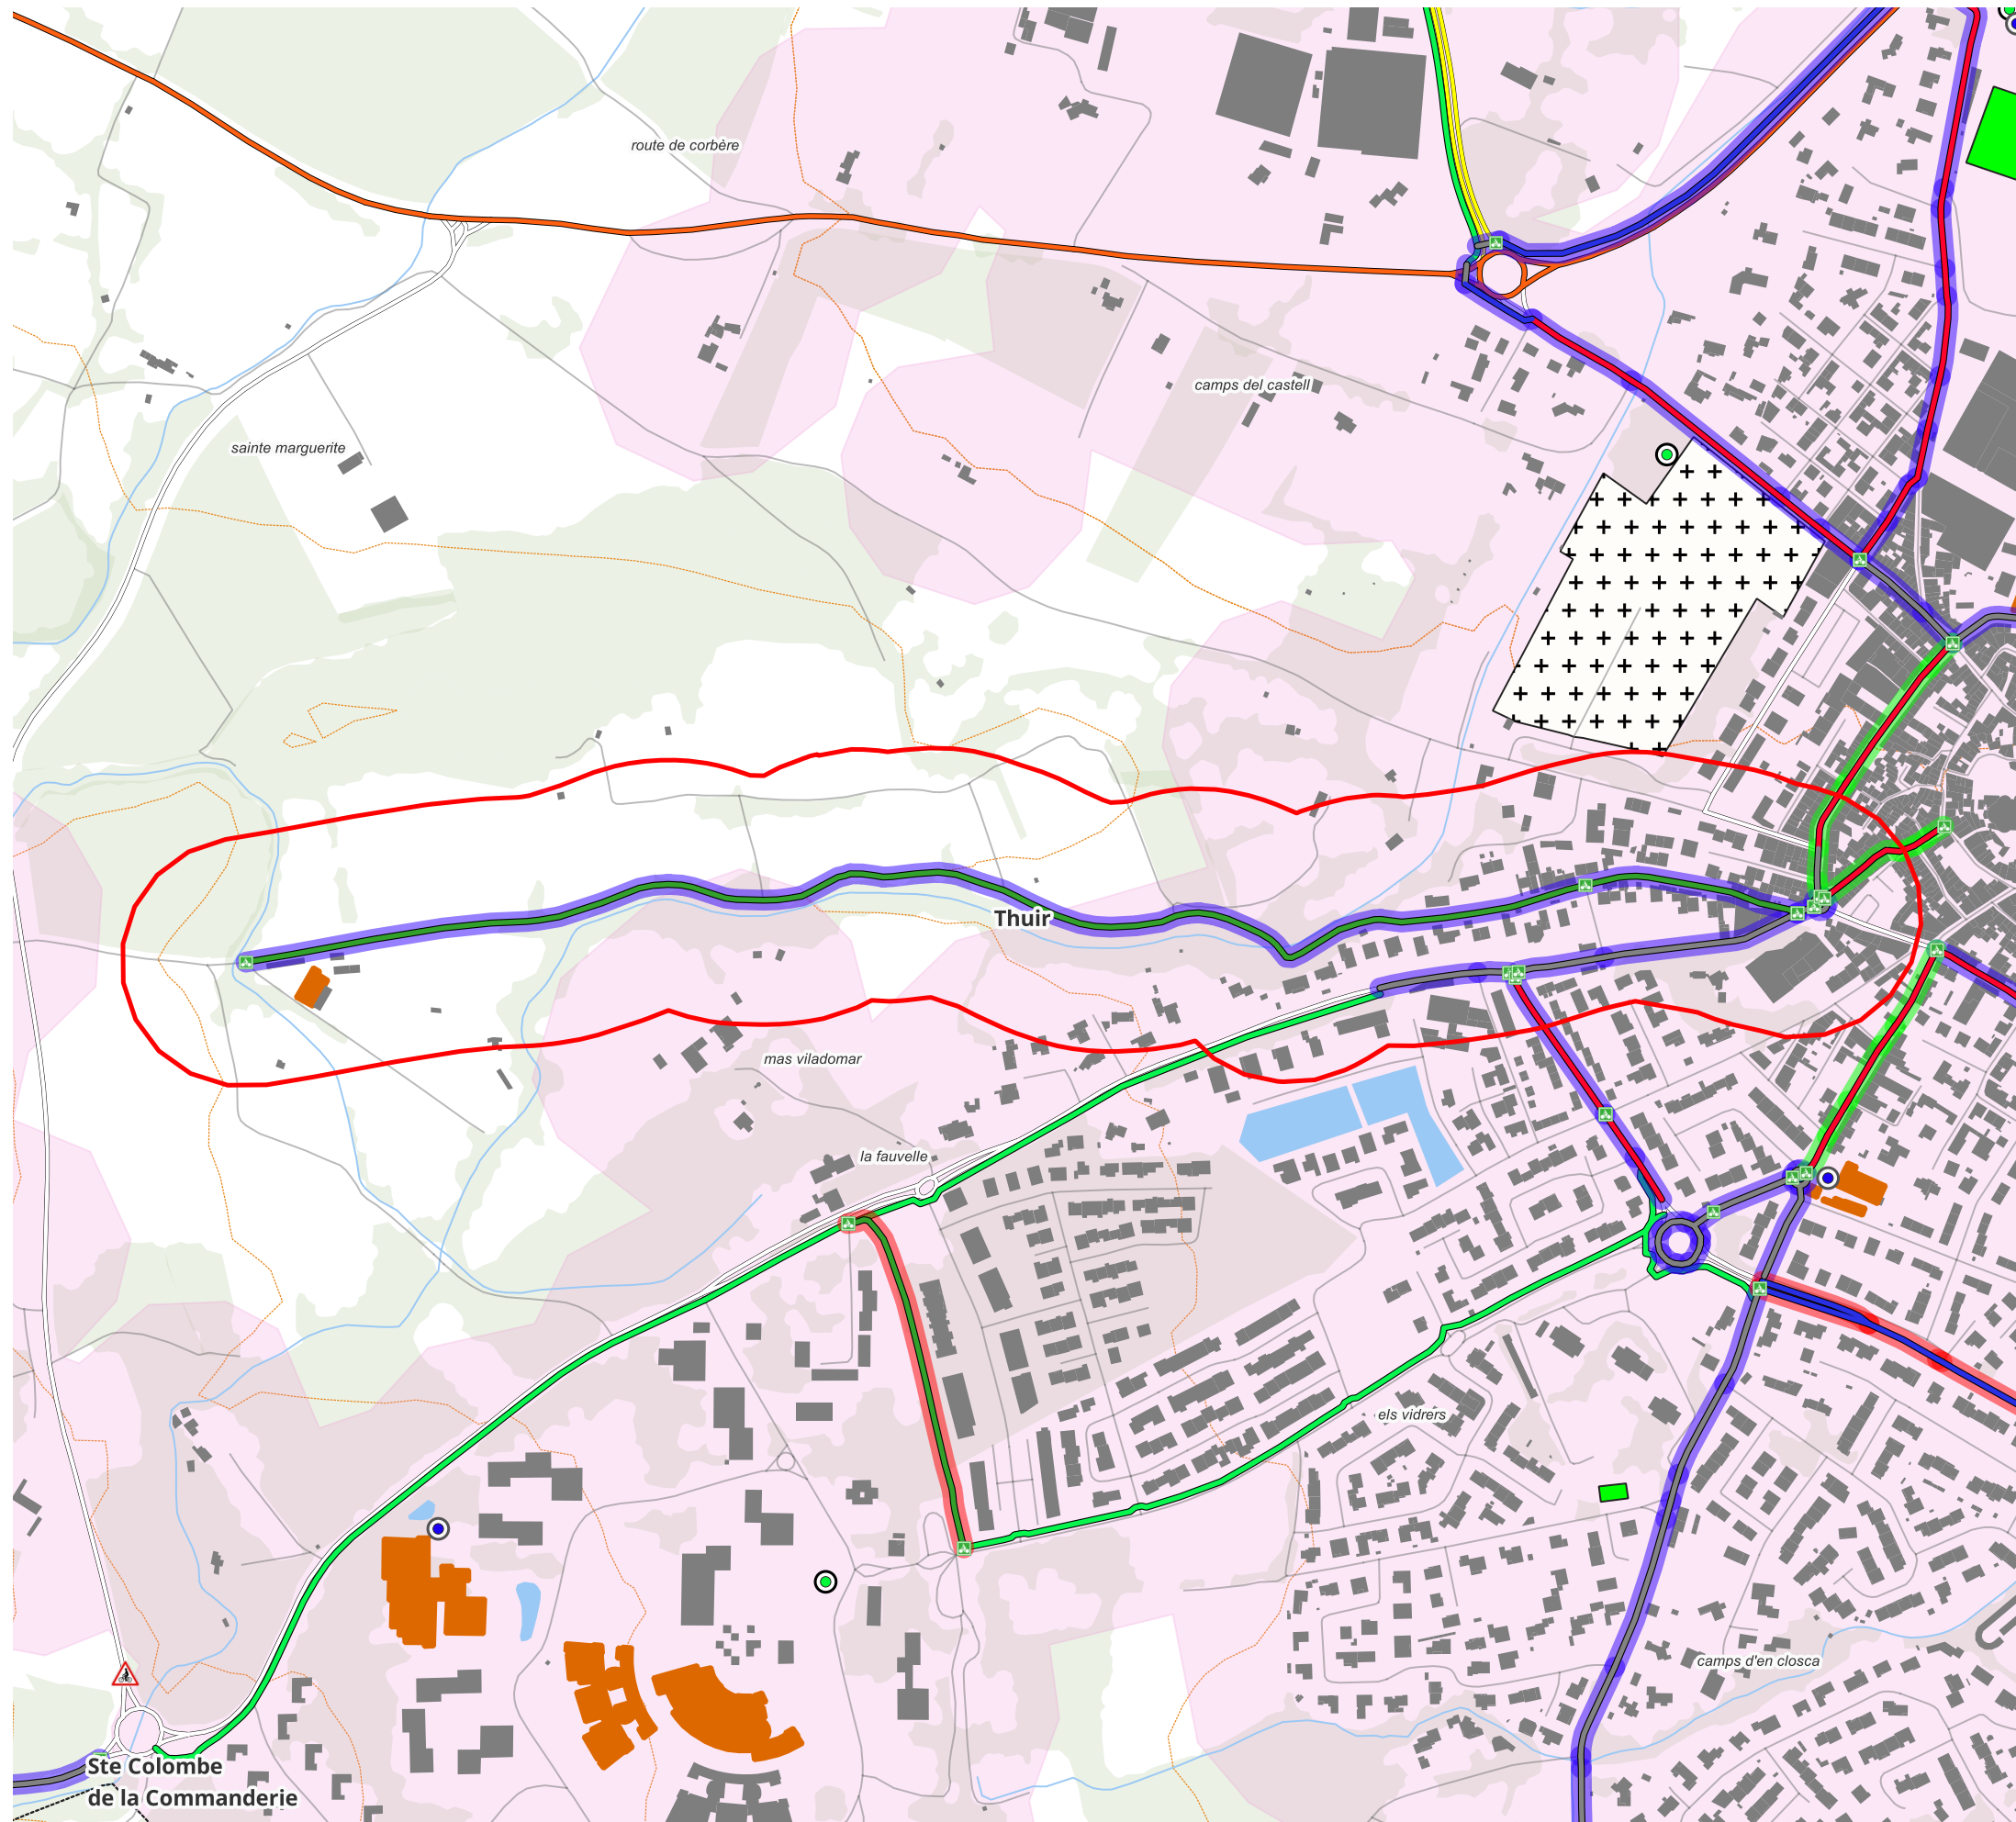 route de corbère
camps del castell
sainte marguerite
Thuir
mas viladomar
la fauvelle
els vidrers
camps d'en closca
Ste Colombe
de la Commanderie